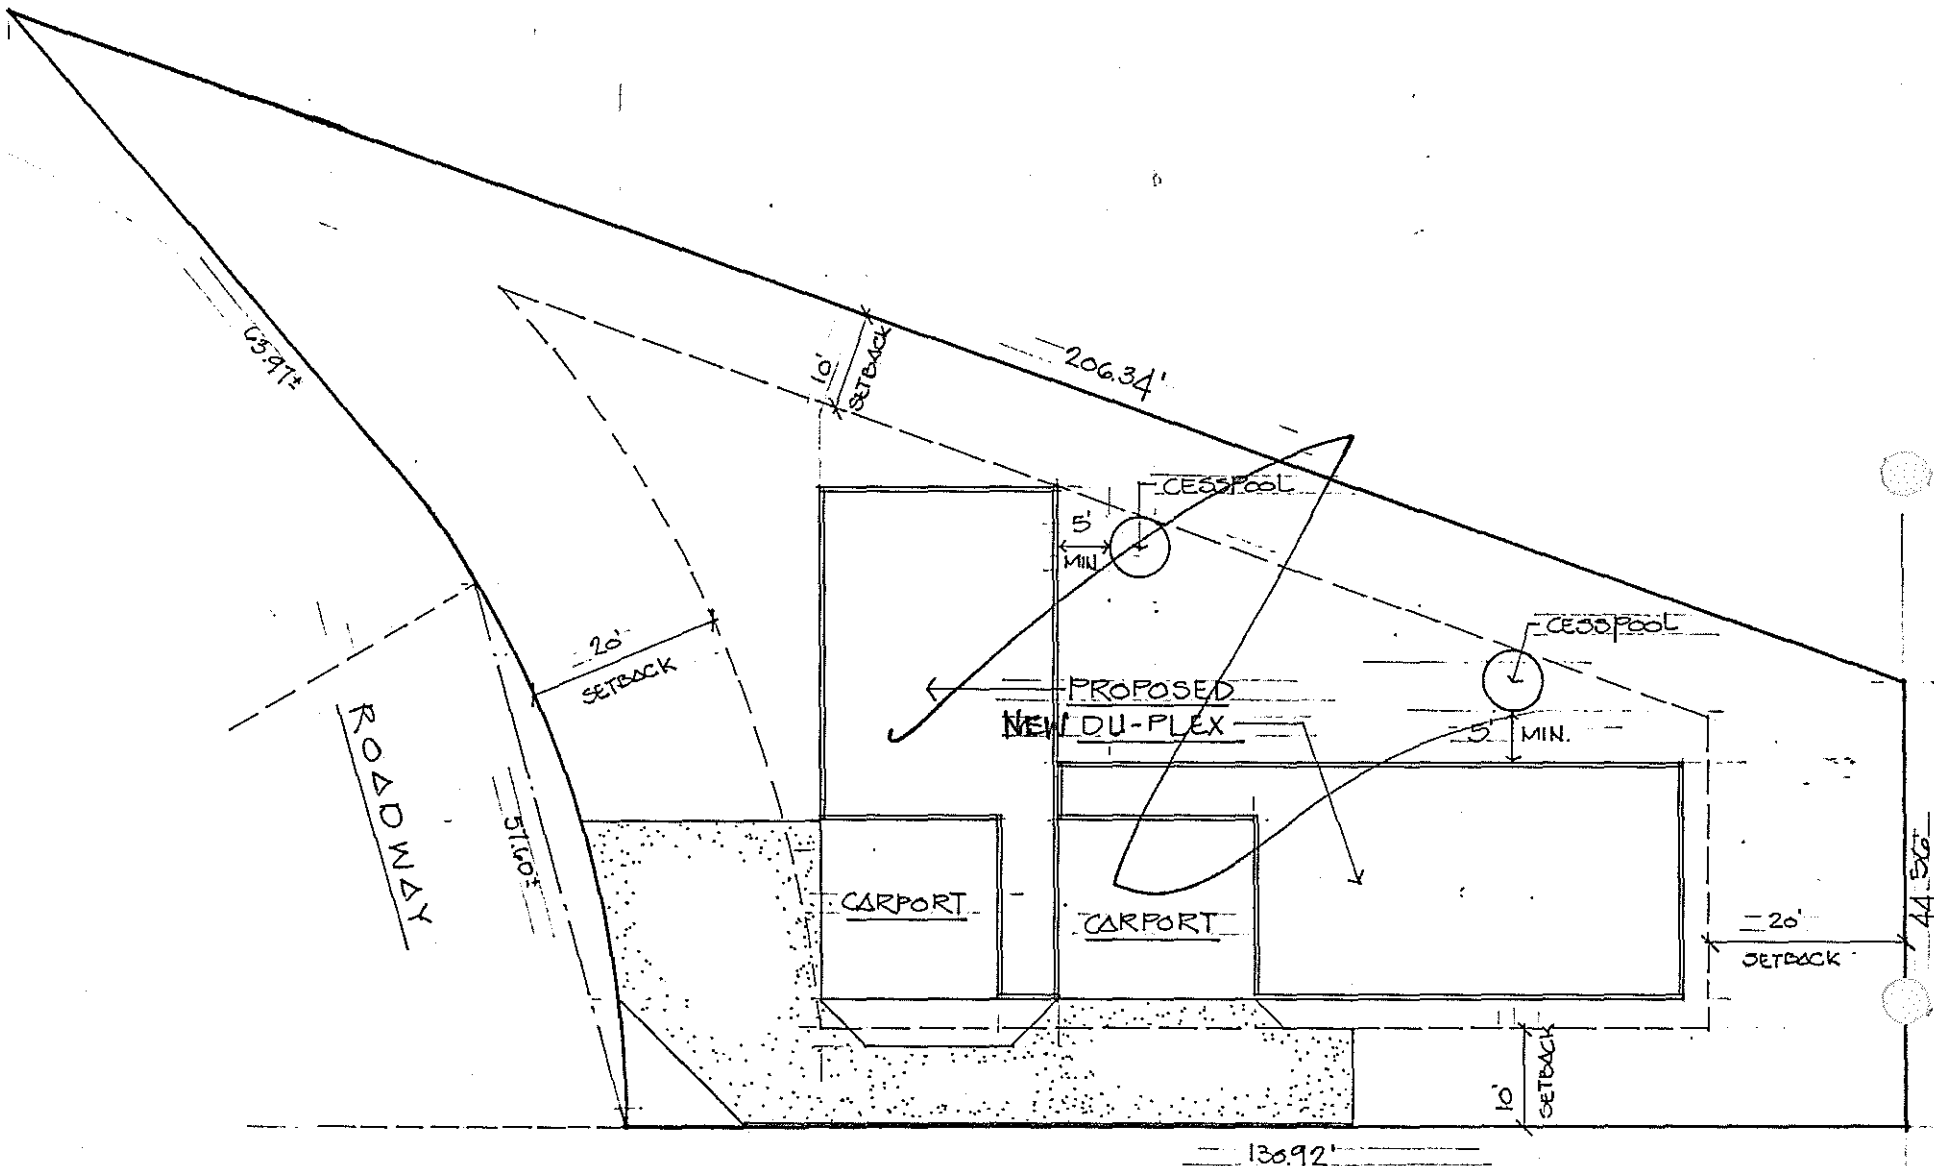 63.97±
10'
SETBACK
206.34'
CESSPOOL
5'
MIN.
CESSPOOL
20'
SETBACK
PROPOSED
NEW DU-PLEX
5' MIN.
ROADWAY
57.60±
CARPORT
CARPORT
20'
SETBACK
44.56'
10'
SETBACK
130.92'